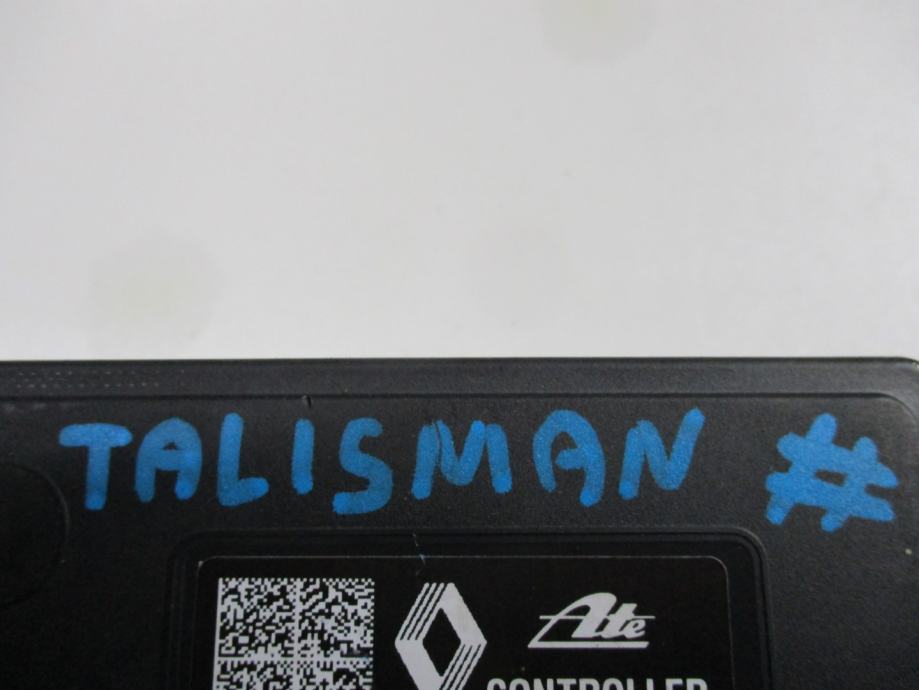 TALISMAN #
Ate
CONTROLLER